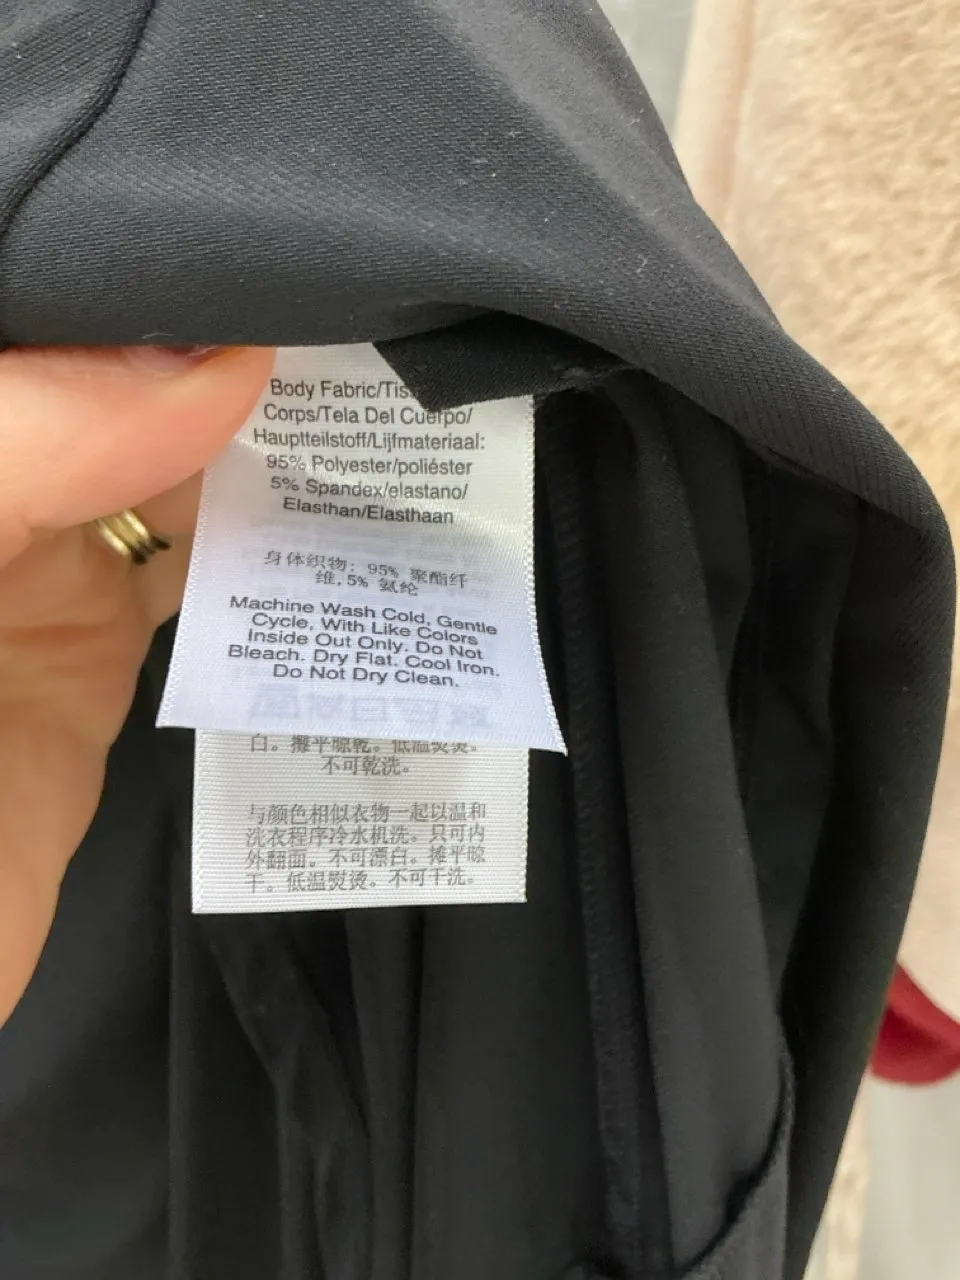 Body Fabric/Tis
Corps/Tela Del Cuerpo/
Hauptteilstoff/Lijfmateriaal:
95% Polyester/poliéster
5% Spandex/elastano/
Elasthan/Elasthaan
身体织物: 95% 聚酯纤
维,5% 氨纶
Machine Wash Cold, Gentle
Cycle, With Like Colors
Inside Out Only. Do Not
Bleach. Dry Flat. Cool Iron.
Do Not Dry Clean.
白。攤平晾乾。低溫熨燙。
不可乾洗。
与颜色相似衣物一起以温和
洗衣程序冷水机洗。只可内
外翻面。不可漂白。摊平晾
干。低温熨烫。不可干洗。